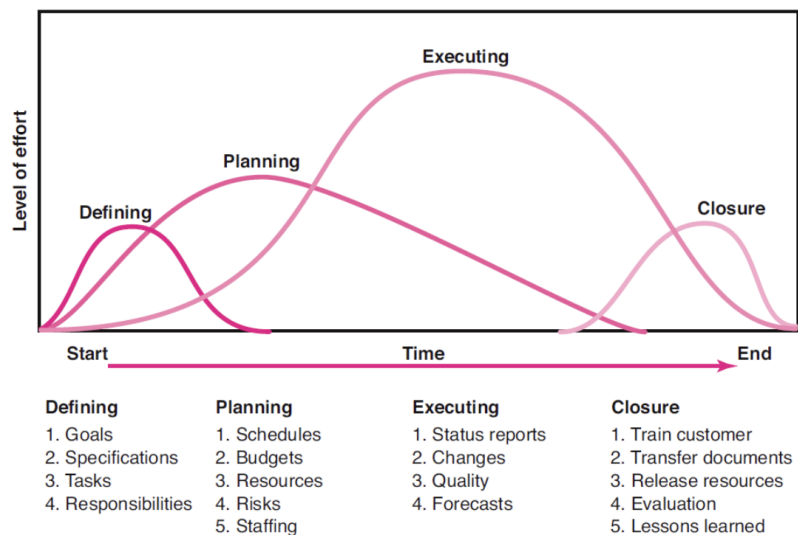 Executing
Planning
Defining
Closure
Level of effort
Start
Time
End
Defining
1. Goals
2. Specifications
3. Tasks
4. Responsibilities
Planning
1. Schedules
2. Budgets
3. Resources
4. Risks
5. Staffing
Executing
1. Status reports
2. Changes
3. Quality
4. Forecasts
Closure
1. Train customer
2. Transfer documents
3. Release resources
4. Evaluation
5. Lessons learned